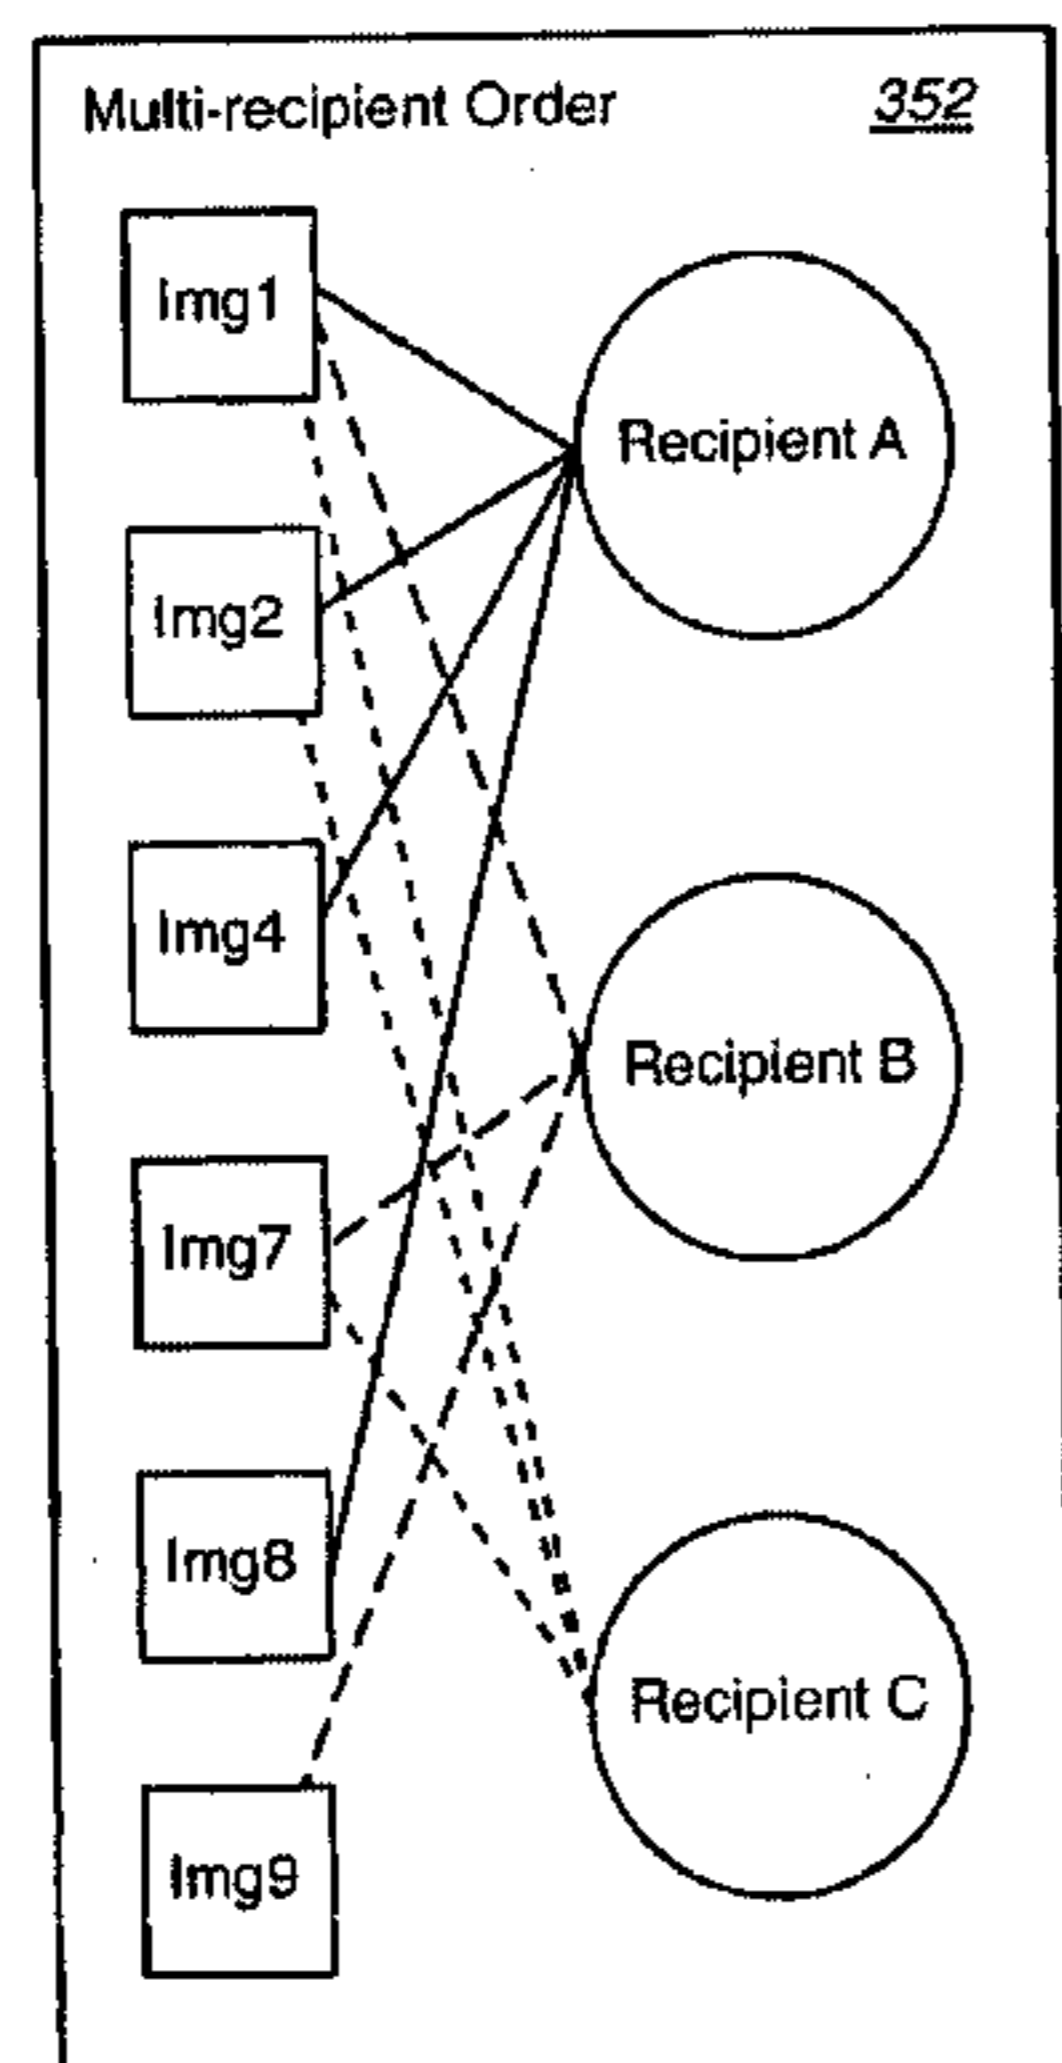 Multi-recipient Order 352
Img1
Recipient A
Img2
Img4
Recipient B
Img7
Img8
Recipient C
Img9